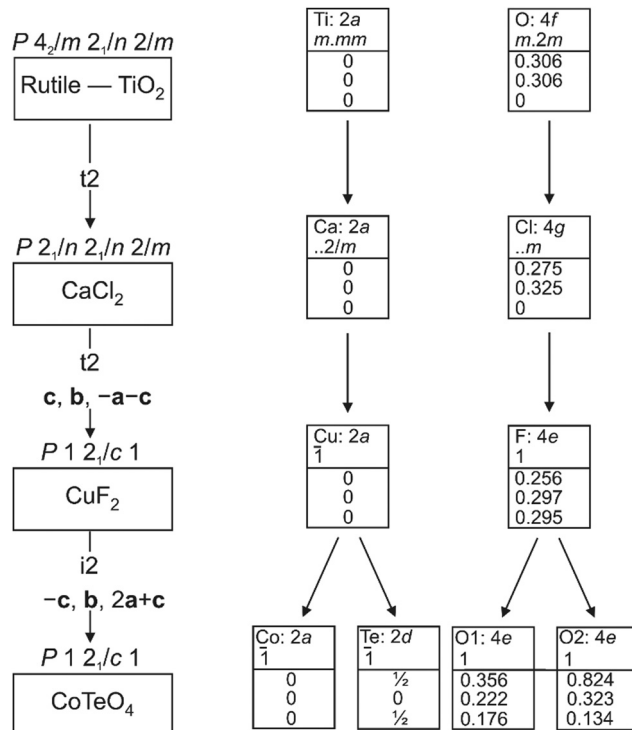 P 4₂/m 2₁/n 2/m
Rutile — TiO₂
Ti: 2a
m.mm
0
0
0
O: 4f
m.2m
0.306
0.306
0
t2
P 2₁/n 2₁/n 2/m
CaCl₂
Ca: 2a
..2/m
0
0
0
Cl: 4g
..m
0.275
0.325
0
t2
c, b, −a−c
P 1 2₁/c 1
CuF₂
Cu: 2a
1̄
0
0
0
F: 4e
1
0.256
0.297
0.295
i2
−c, b, 2a+c
P 1 2₁/c 1
CoTeO₄
Co: 2a
1̄
0
0
0
Te: 2d
1̄
½
0
½
O1: 4e
1
0.356
0.222
0.176
O2: 4e
1
0.824
0.323
0.134